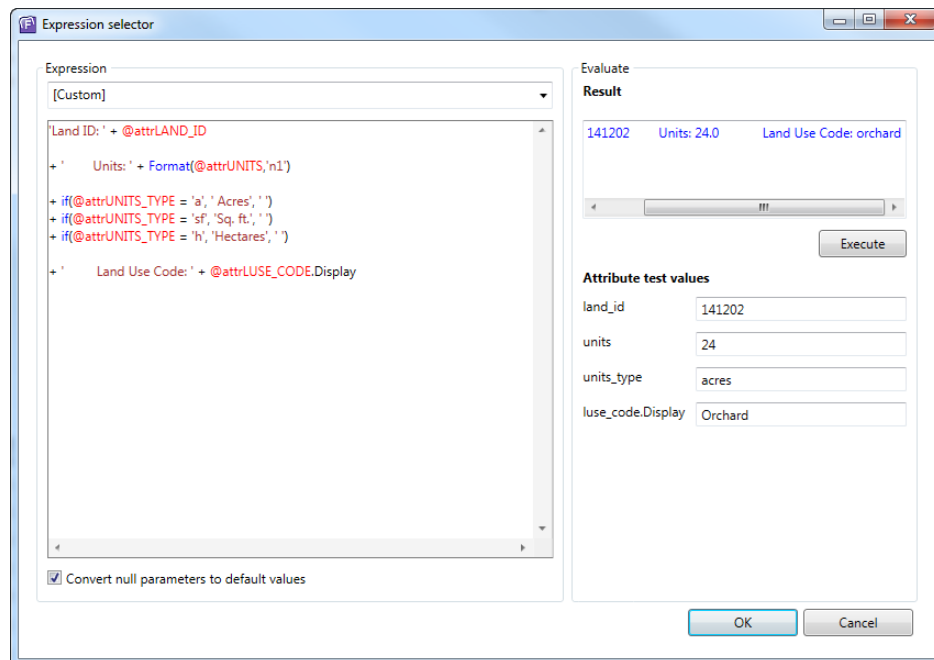 Expression selector
Expression
[Custom]
'Land ID: ' + @attrLAND_ID
+ '        Units: ' + Format(@attrUNITS,'n1')
+ if(@attrUNITS_TYPE = 'a', ' Acres', ' ')
+ if(@attrUNITS_TYPE = 'sf', 'Sq. ft.', ' ')
+ if(@attrUNITS_TYPE = 'h', 'Hectares', ' ')
+ '        Land Use Code: ' + @attrLUSE_CODE.Display
Convert null parameters to default values
Evaluate
Result
141202 Units: 24.0 Land Use Code: orchard
Execute
Attribute test values
land_id 141202
units 24
units_type acres
luse_code.Display Orchard
OK Cancel